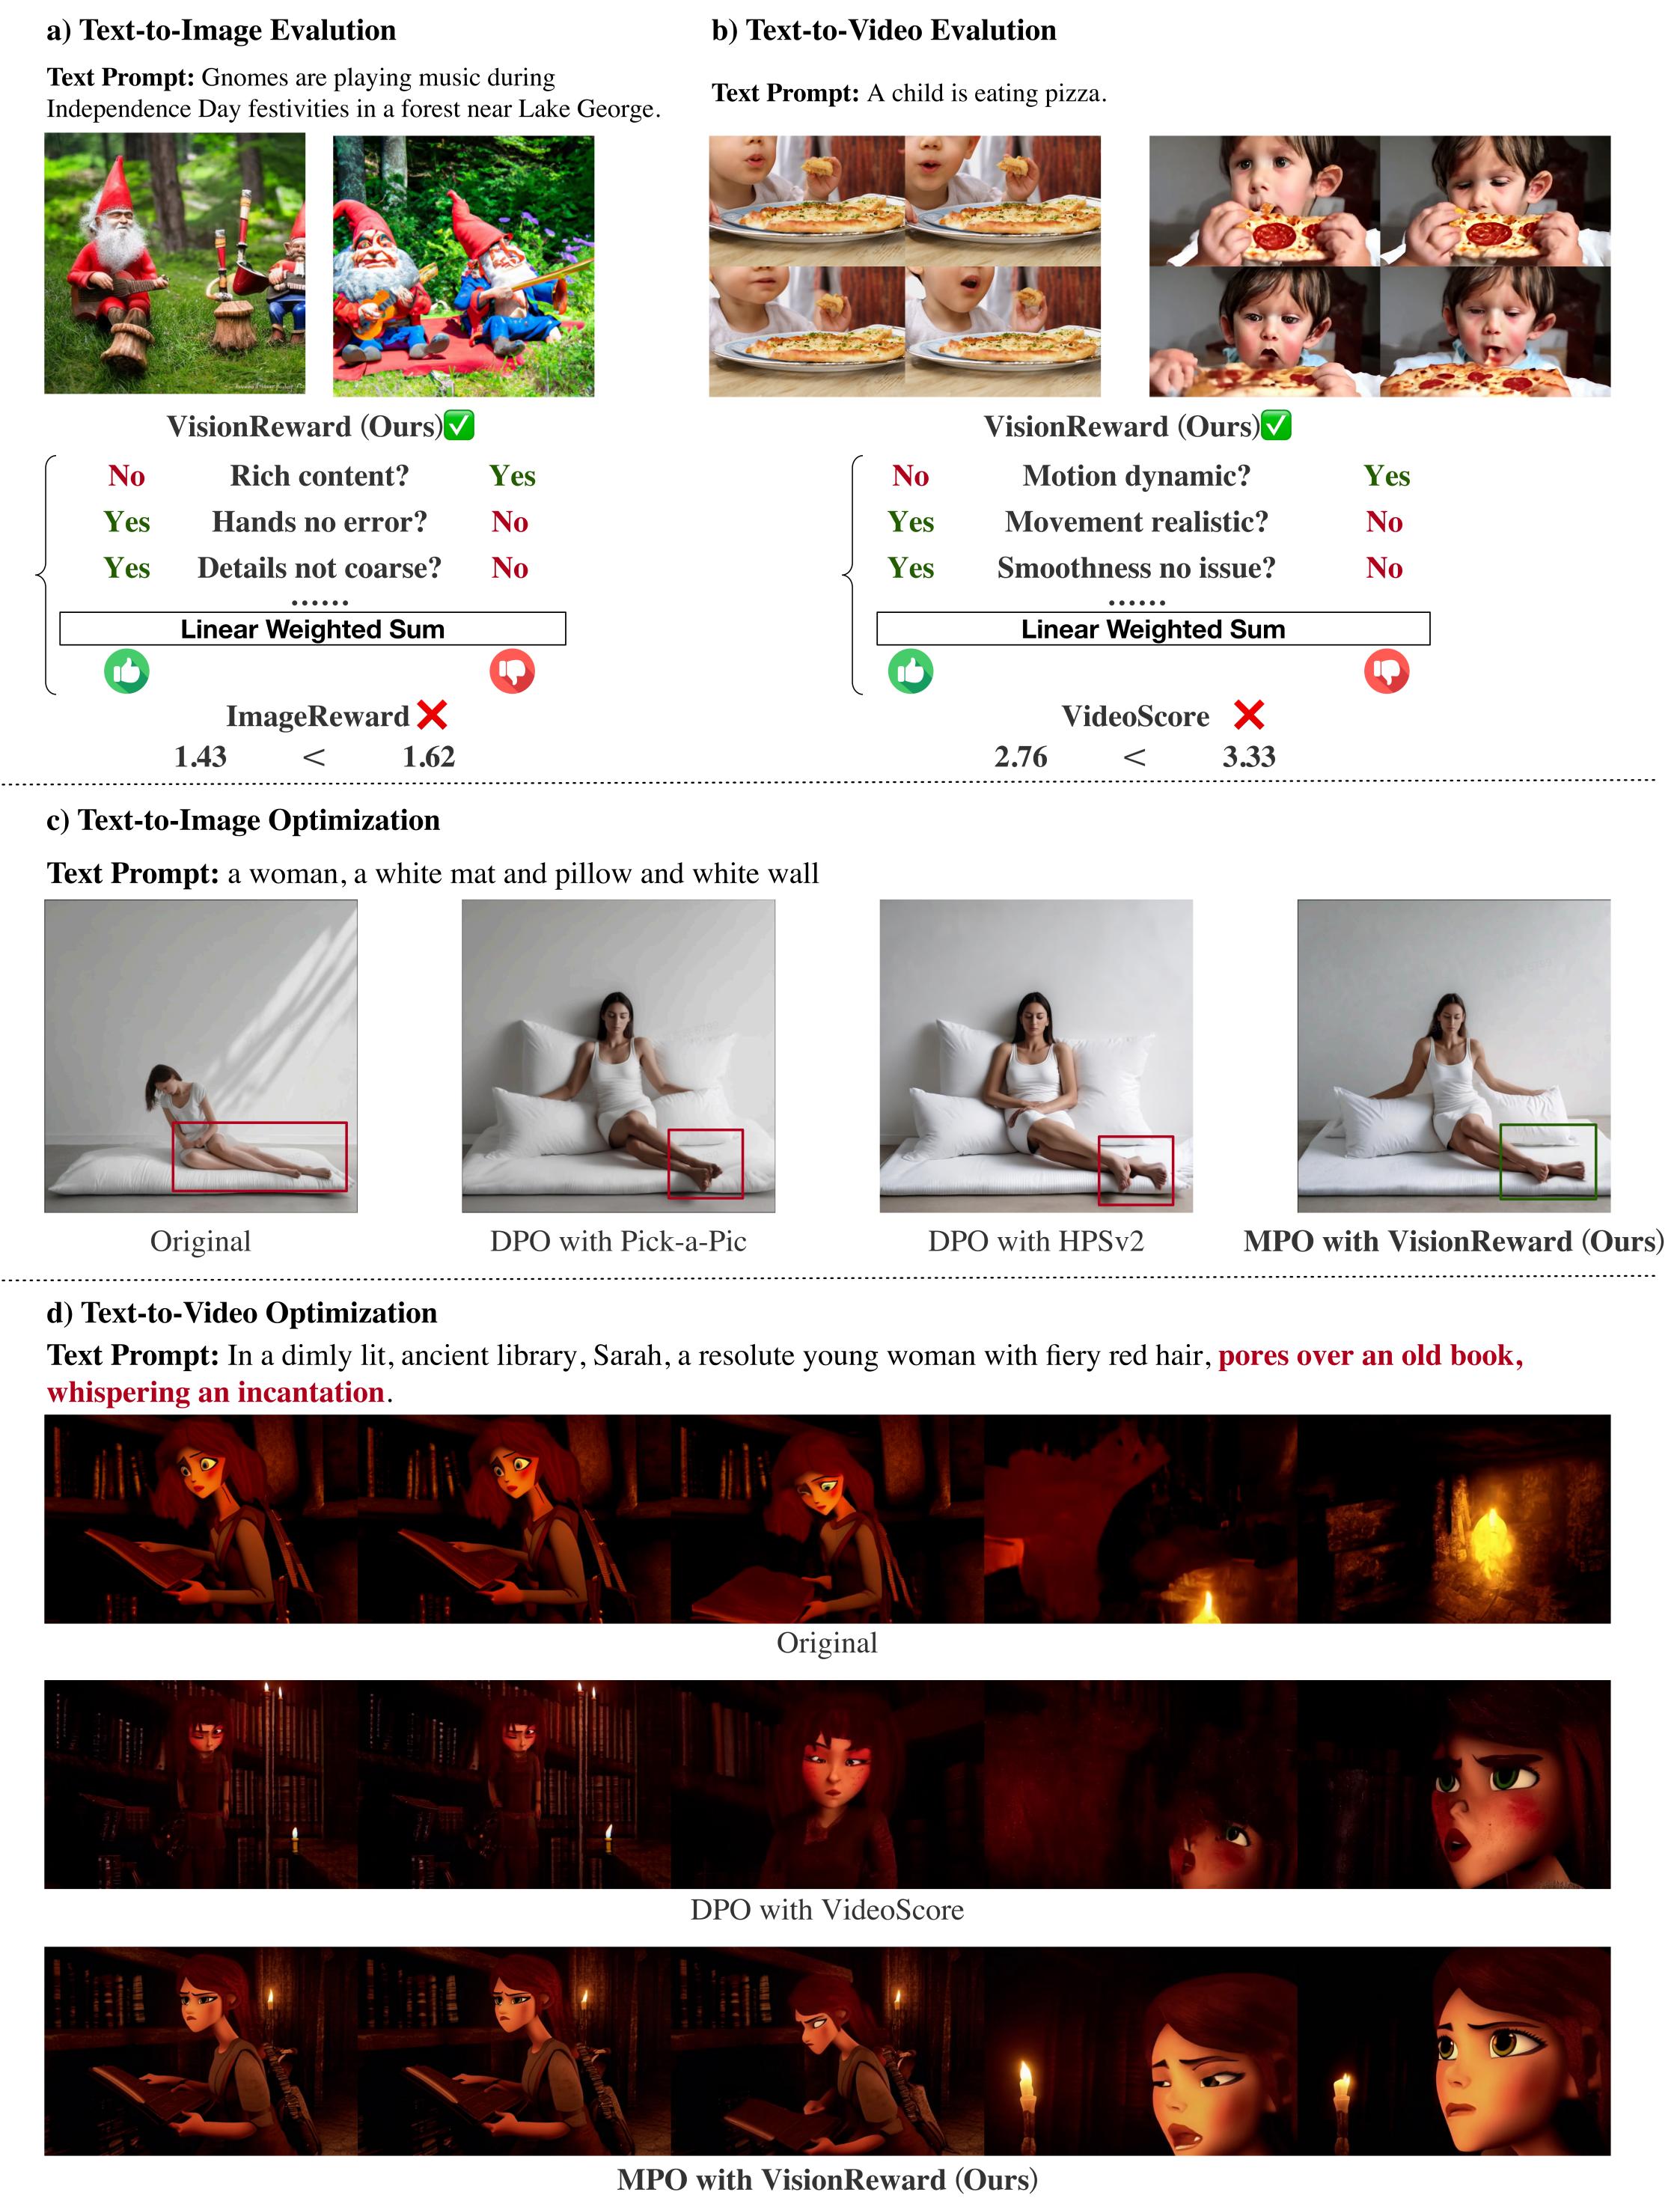 a) Text-to-Image Evalution
Text Prompt: Gnomes are playing music during
Independence Day festivities in a forest near Lake George.
VisionReward (Ours)
No Rich content? Yes
Yes Hands no error? No
Yes Details not coarse? No
......
Linear Weighted Sum
ImageReward
1.43 < 1.62
b) Text-to-Video Evalution
Text Prompt: A child is eating pizza.
VisionReward (Ours)
No Motion dynamic? Yes
Yes Movement realistic? No
Yes Smoothness no issue? No
......
Linear Weighted Sum
VideoScore
2.76 < 3.33
c) Text-to-Image Optimization
Text Prompt: a woman, a white mat and pillow and white wall
Original
DPO with Pick-a-Pic
DPO with HPSv2
MPO with VisionReward (Ours)
d) Text-to-Video Optimization
Text Prompt: In a dimly lit, ancient library, Sarah, a resolute young woman with fiery red hair, pores over an old book,
whispering an incantation.
Original
DPO with VideoScore
MPO with VisionReward (Ours)